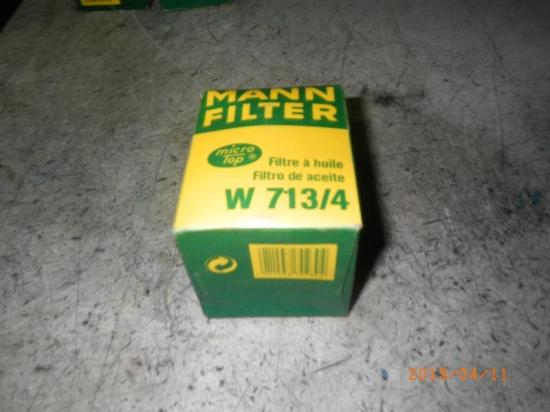 MANN
FILTER
micro
Top ®
Filtre à huile
Filtro de aceite
W 713/4
2013/04/11